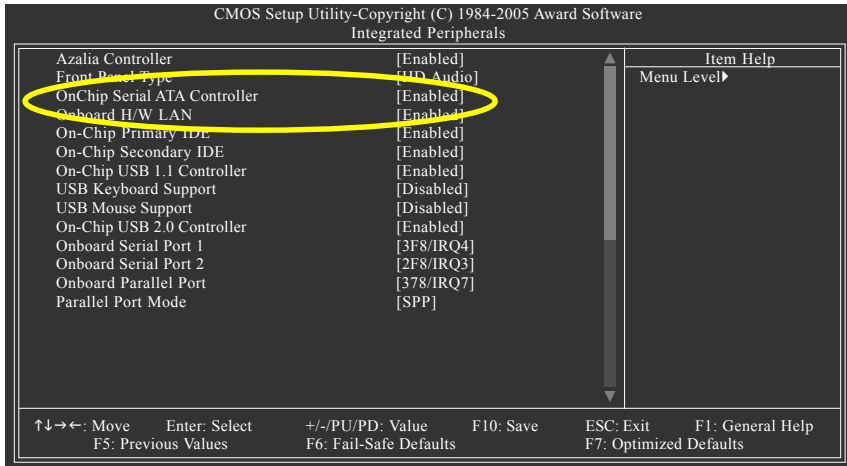 CMOS Setup Utility-Copyright (C) 1984-2005 Award Software
Integrated Peripherals
Azalia Controller [Enabled]
Front Panel Type [HD Audio]
OnChip Serial ATA Controller [Enabled]
Onboard H/W LAN [Enabled]
On-Chip Primary IDE [Enabled]
On-Chip Secondary IDE [Enabled]
On-Chip USB 1.1 Controller [Enabled]
USB Keyboard Support [Disabled]
USB Mouse Support [Disabled]
On-Chip USB 2.0 Controller [Enabled]
Onboard Serial Port 1 [3F8/IRQ4]
Onboard Serial Port 2 [2F8/IRQ3]
Onboard Parallel Port [378/IRQ7]
Parallel Port Mode [SPP]
Item Help
Menu Level▶
↑↓→←: Move Enter: Select +/-/PU/PD: Value F10: Save ESC: Exit F1: General Help
F5: Previous Values F6: Fail-Safe Defaults F7: Optimized Defaults